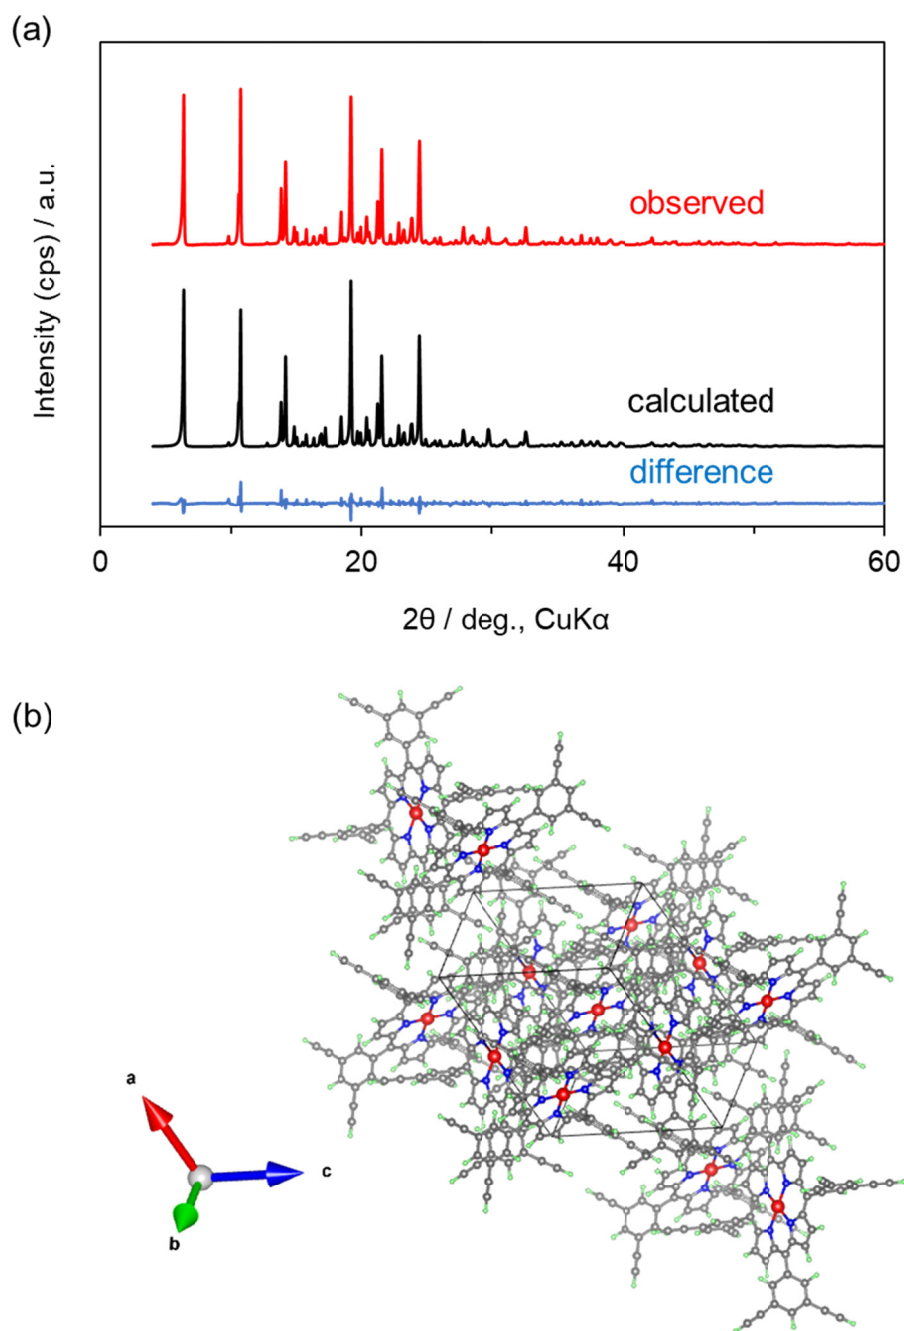 (a)
Intensity (cps) / a.u.
observed
calculated
difference
0
20
40
60
2θ / deg., CuKα
(b)
a
c
b